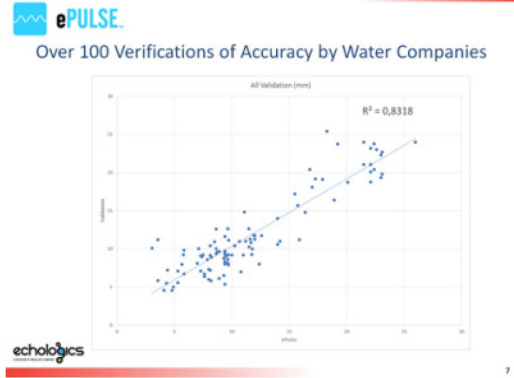 ePULSE™
Over 100 Verifications of Accuracy by Water Companies
All Validation (mm)
R² = 0,8318
30
25
20
15
10
5
0
Validation
0 5 10 15 20 25 30
ePulse
echologics
7